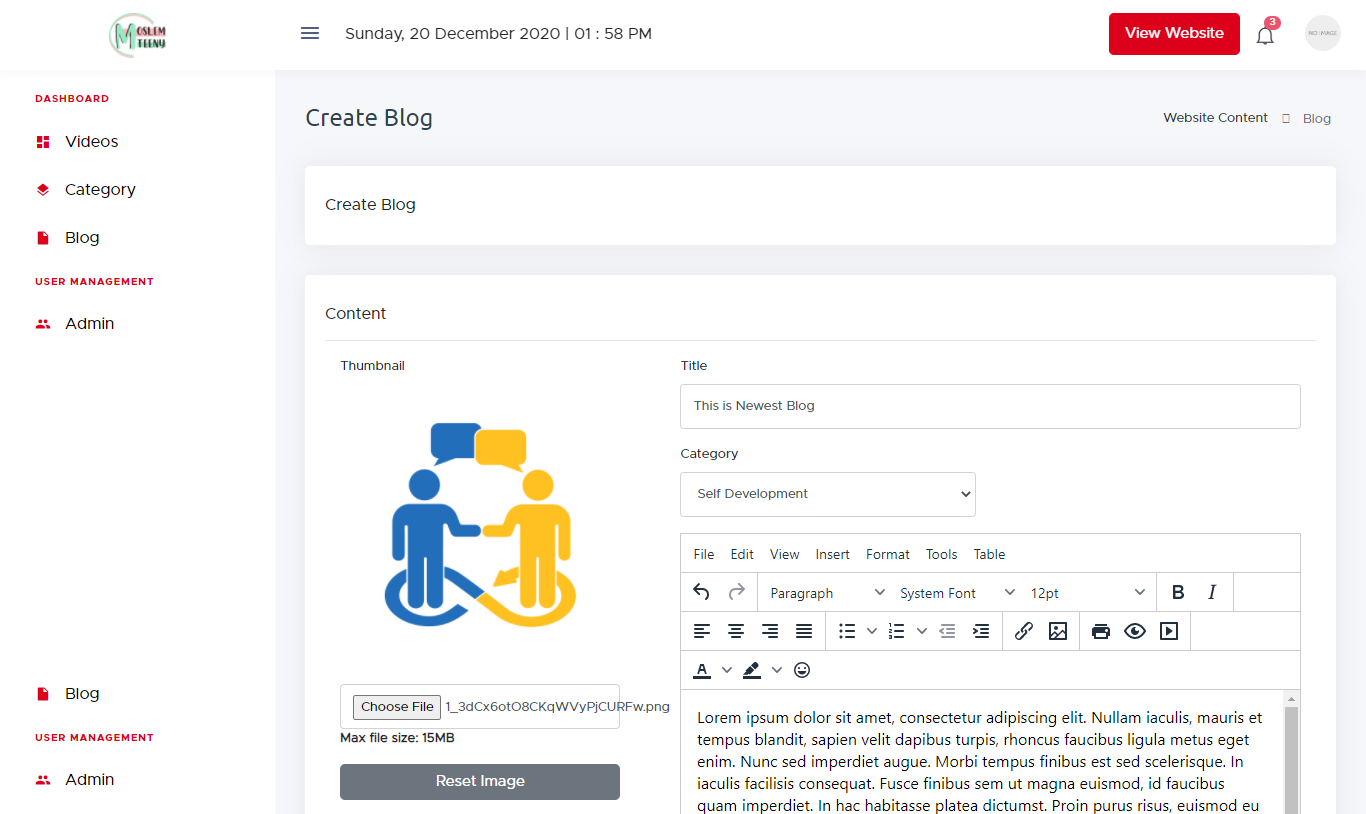 MOSLEM
TEENY
Sunday, 20 December 2020 | 01 : 58 PM
View Website
3
NO IMAGE
DASHBOARD
Videos
Category
Blog
USER MANAGEMENT
Admin
Blog
USER MANAGEMENT
Admin
Create Blog
Website Content
Blog
Create Blog
Content
Thumbnail
Choose File 1_3dCx6otO8CKqWVyPjCURFw.png
Max file size: 15MB
Reset Image
Title
This is Newest Blog
Category
Self Development
File Edit View Insert Format Tools Table
Paragraph System Font 12pt B I
A
Lorem ipsum dolor sit amet, consectetur adipiscing elit. Nullam iaculis, mauris et
tempus blandit, sapien velit dapibus turpis, rhoncus faucibus ligula metus eget
enim. Nunc sed imperdiet augue. Morbi tempus finibus est sed scelerisque. In
iaculis facilisis consequat. Fusce finibus sem ut magna euismod, id faucibus
quam imperdiet. In hac habitasse platea dictumst. Proin purus risus, euismod eu